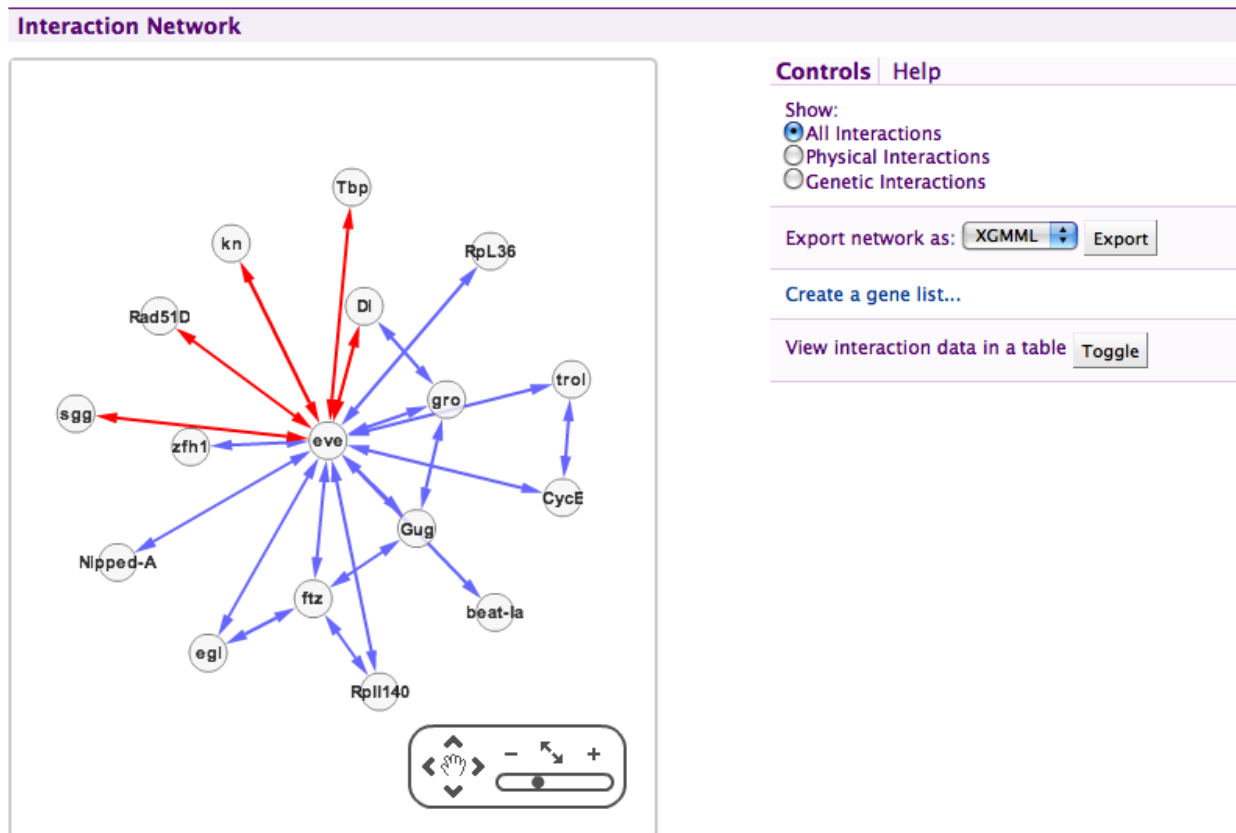 Interaction Network
Controls Help
Show:
All Interactions
Physical Interactions
Genetic Interactions
Export network as: XGMML Export
Create a gene list...
View interaction data in a table Toggle
Tbp
kn
RpL36
Dl
Rad51D
trol
gro
sgg
eve
zfh1
CycE
Gug
Nipped-A
ftz
beat-Ia
egl
RpII140
- +